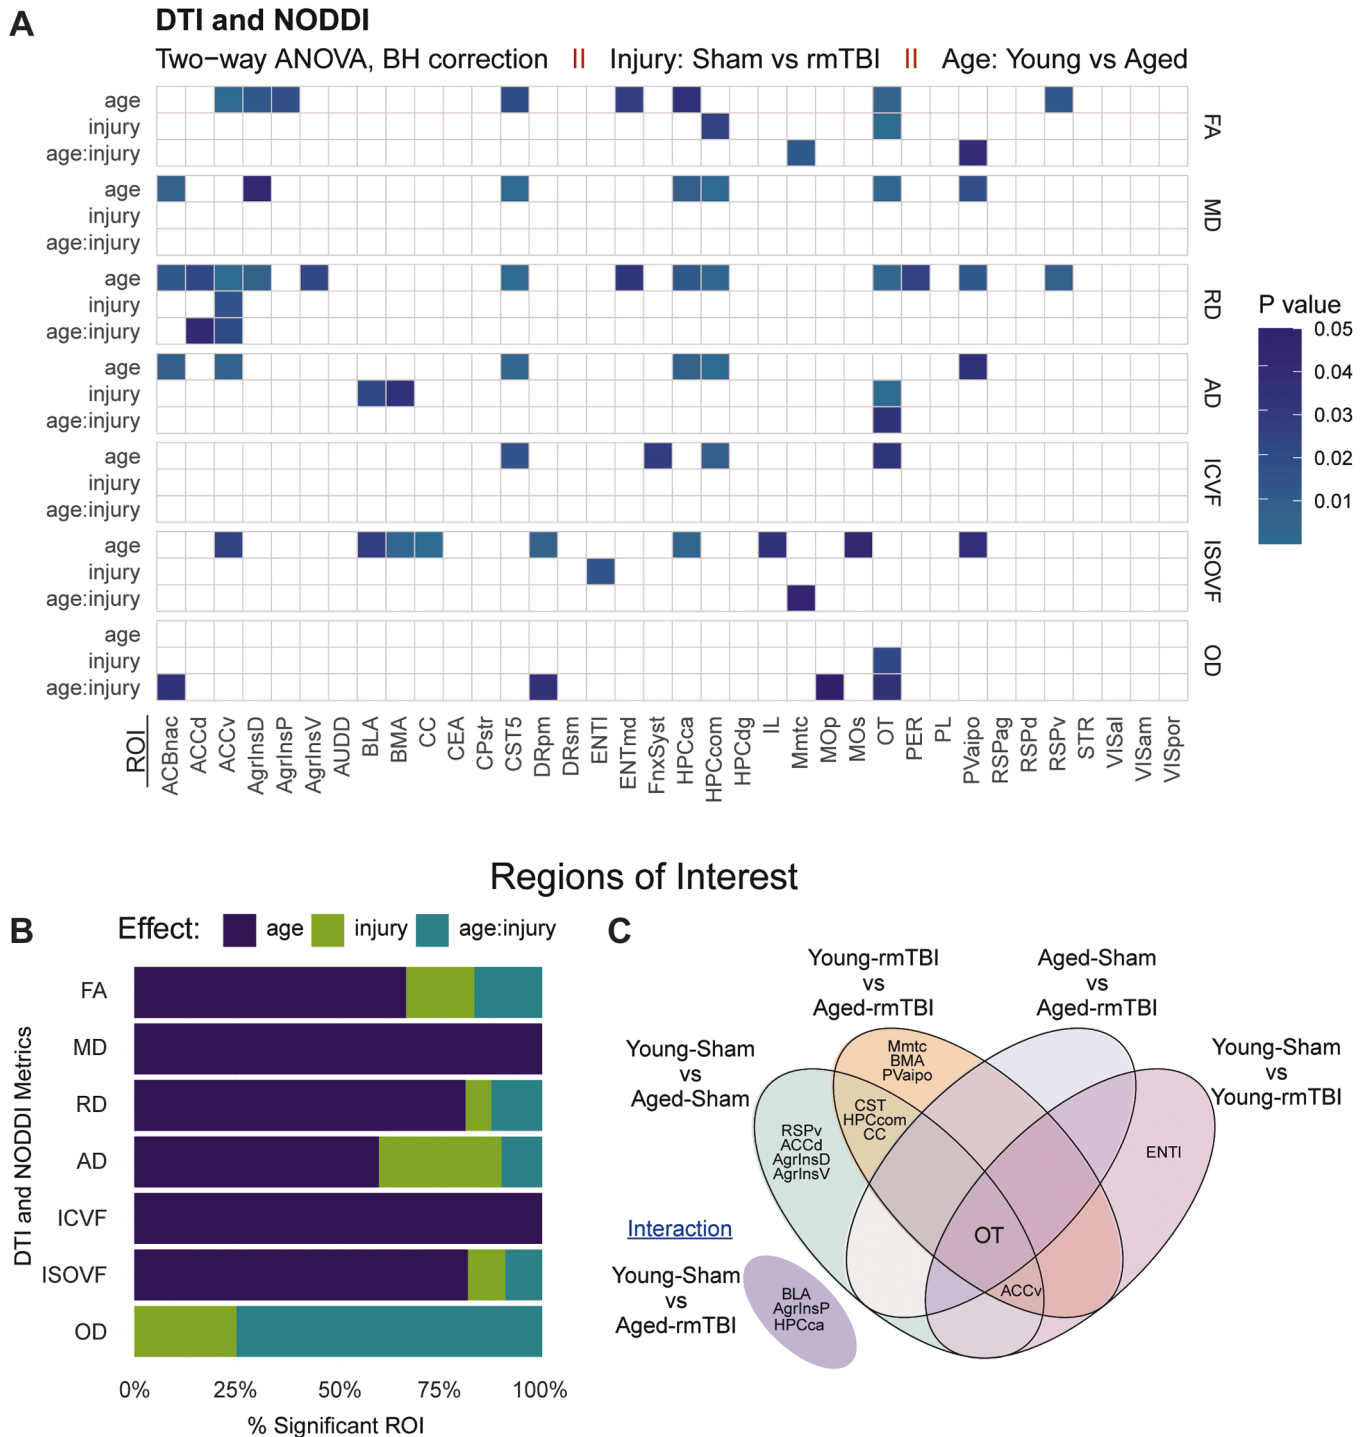 A
DTI and NODDI
Two−way ANOVA, BH correction II Injury: Sham vs rmTBI II Age: Young vs Aged
age
injury
age:injury
FA
age
injury
age:injury
MD
age
injury
age:injury
RD
age
injury
age:injury
AD
age
injury
age:injury
ICVF
age
injury
age:injury
ISOVF
age
injury
age:injury
OD
P value
0.05
0.04
0.03
0.02
0.01
ROI
ACBnac
ACCd
ACCv
AgrInsD
AgrInsP
AgrInsV
AUDD
BLA
BMA
CC
CEA
CPstr
CST5
DRpm
DRsm
ENTl
ENTmd
FnxSyst
HPCca
HPCcom
HPCdg
IL
Mmtc
MOp
MOs
OT
PER
PL
PVaipo
RSPag
RSPd
RSPv
STR
VISal
VISam
VISpor
Regions of Interest
B
Effect: age injury age:injury
DTI and NODDI Metrics
FA
MD
RD
AD
ICVF
ISOVF
OD
0% 25% 50% 75% 100%
% Significant ROI
C
Young-rmTBI
vs
Aged-rmTBI
Aged-Sham
vs
Aged-rmTBI
Young-Sham
vs
Aged-Sham
Young-Sham
vs
Young-rmTBI
Mmtc
BMA
PVaipo
CST
HPCcom
CC
RSPv
ACCd
AgrInsD
AgrInsV
ENTl
OT
ACCv
Interaction
Young-Sham
vs
Aged-rmTBI
BLA
AgrInsP
HPCca